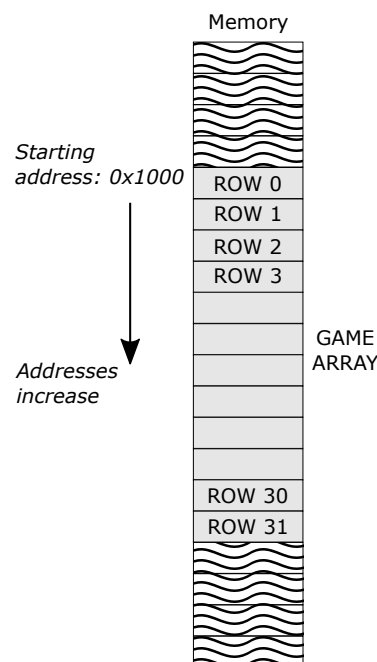 Memory
Starting
address: 0x1000
ROW 0
ROW 1
ROW 2
ROW 3
GAME
ARRAY
Addresses
increase
ROW 30
ROW 31